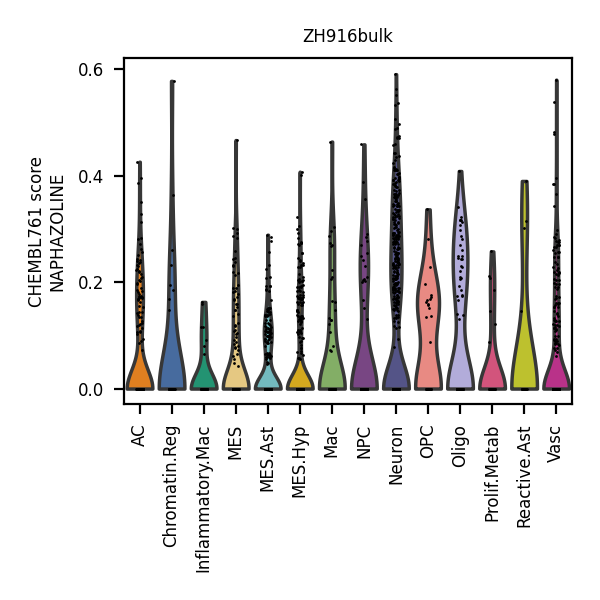 ZH916bulk
CHEMBL761 score
NAPHAZOLINE
0.6
0.4
0.2
0.0
AC
Chromatin.Reg
Inflammatory.Mac
MES
MES.Ast
MES.Hyp
Mac
NPC
Neuron
OPC
Oligo
Prolif.Metab
Reactive.Ast
Vasc